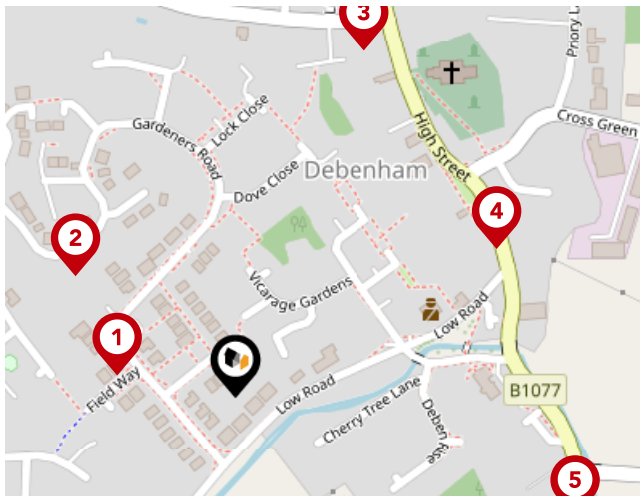 3
Priory L
Lock Close
Gardeners Road
Cross Green
High Street
Debenham
Dove Close
4
2
Vicarage Gardens
Low Road
1
Field Way
Low Road
B1077
Cherry Tree Lane
Deben Rise
5